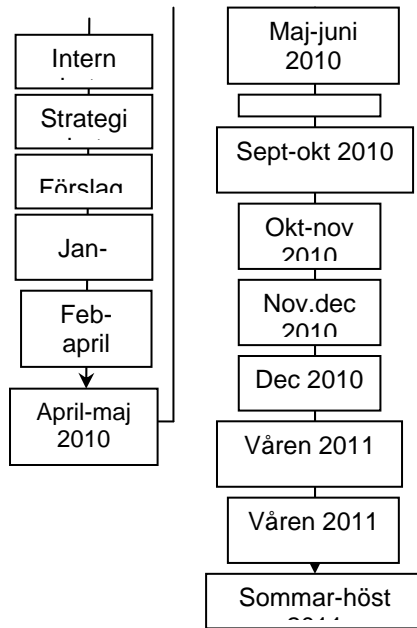 Intern
Strategi
Förslag
Jan-
Feb-
april
April-maj
2010
Maj-juni
2010
Sept-okt 2010
Okt-nov
2010
Nov.dec
2010
Dec 2010
Våren 2011
Våren 2011
Sommar-höst
2011